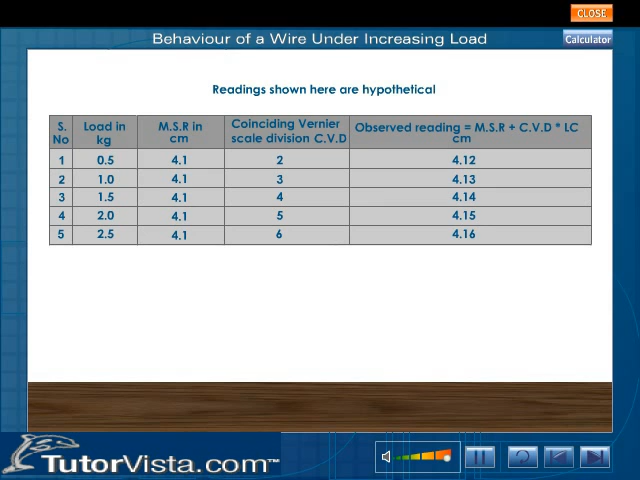 CLOSE
Behaviour of a Wire Under Increasing Load
Calculator
Readings shown here are hypothetical
S. No Load in kg M.S.R in cm Coinciding Vernier scale division C.V.D Observed reading = M.S.R + C.V.D * LC cm
1 0.5 4.1 2 4.12
2 1.0 4.1 3 4.13
3 1.5 4.1 4 4.14
4 2.0 4.1 5 4.15
5 2.5 4.1 6 4.16
TutorVista.com™